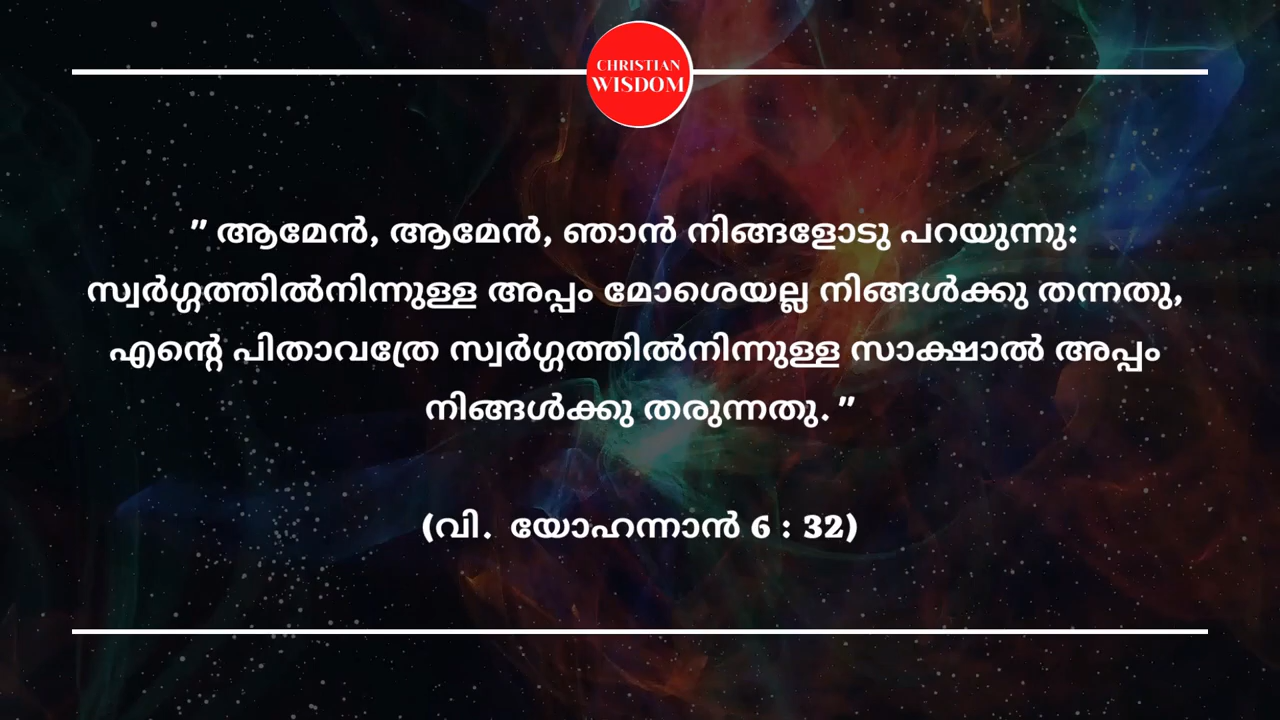 CHRISTIAN
WISDOM
" ആമേൻ, ആമേൻ, ഞാൻ നിങ്ങളോടു പറയുന്നു:
സ്വർഗ്ഗത്തിൽനിന്നുള്ള അപ്പം മോശെയല്ല നിങ്ങൾക്കു തന്നതു,
എന്റെ പിതാവത്രേ സ്വർഗ്ഗത്തിൽനിന്നുള്ള സാക്ഷാൽ അപ്പം
നിങ്ങൾക്കു തരുന്നതു. "
(വി. യോഹന്നാൻ 6 : 32)